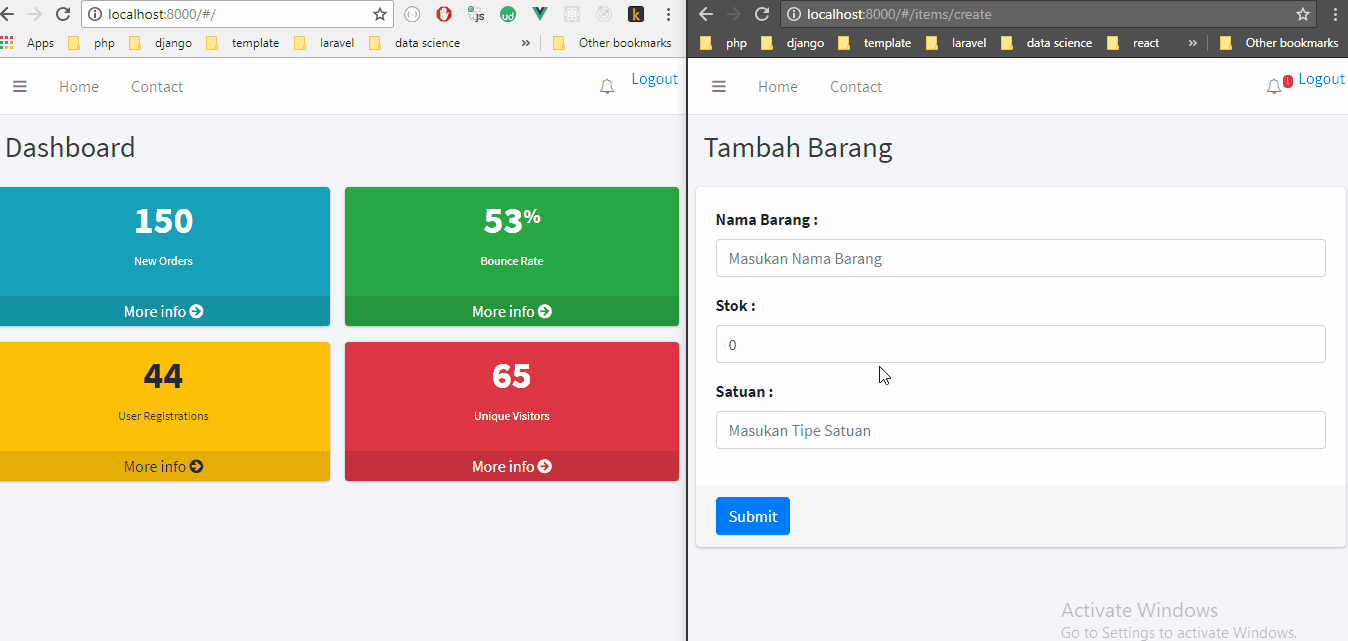 localhost:8000/#/
js
ud
k
Apps php django template laravel data science » Other bookmarks
Home Contact Logout
Dashboard
150
New Orders
More info
53%
Bounce Rate
More info
44
User Registrations
More info
65
Unique Visitors
More info
localhost:8000/#/items/create
php django template laravel data science react » Other bookmarks
Home Contact ! Logout
Tambah Barang
Nama Barang :
Masukan Nama Barang
Stok :
0
Satuan :
Masukan Tipe Satuan
Submit
Activate Windows
Go to Settings to activate Windows.